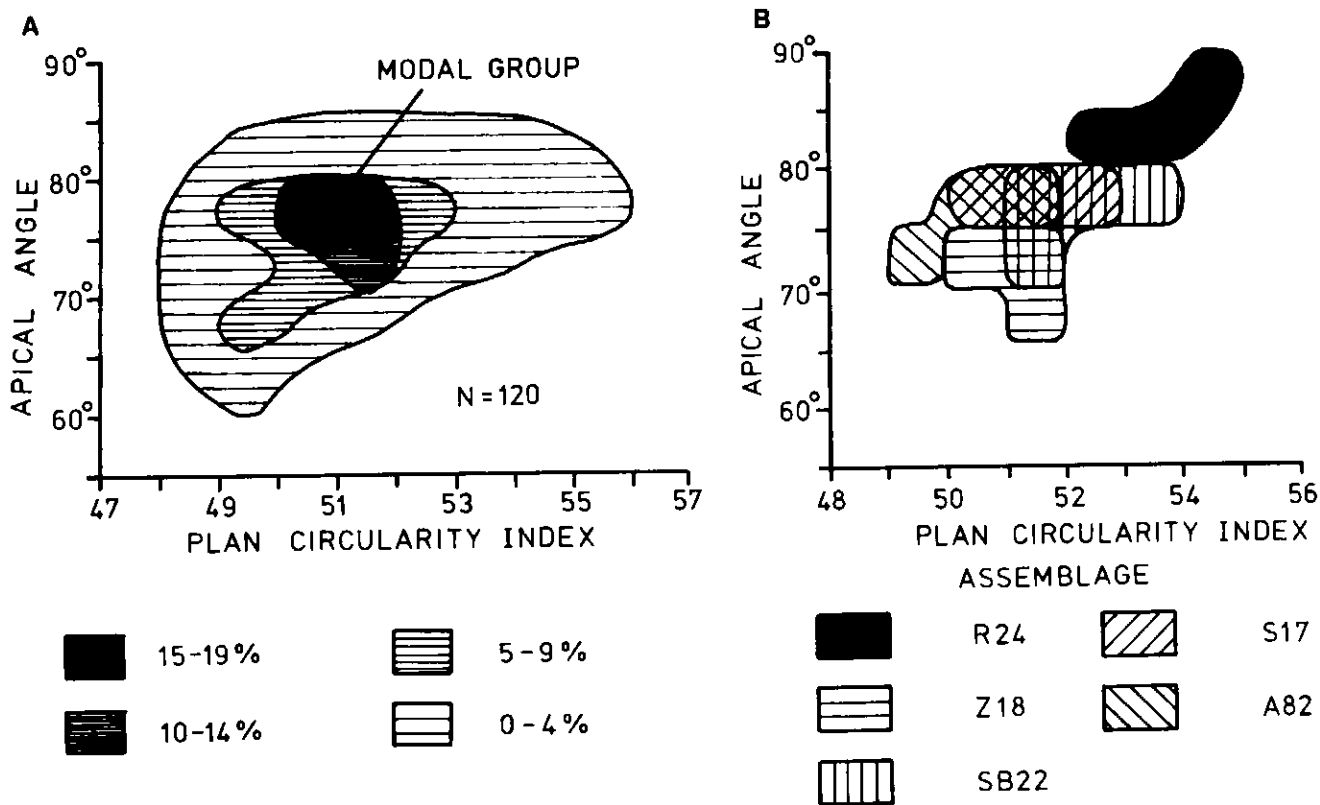 A
90°
80°
70°
60°
APICAL ANGLE
MODAL GROUP
N = 120
47 49 51 53 55 57
PLAN CIRCULARITY INDEX
15-19%
5-9%
10-14%
0-4%
B
90°
80°
70°
60°
APICAL ANGLE
48 50 52 54 56
PLAN CIRCULARITY INDEX
ASSEMBLAGE
R24
S17
Z18
A82
SB22